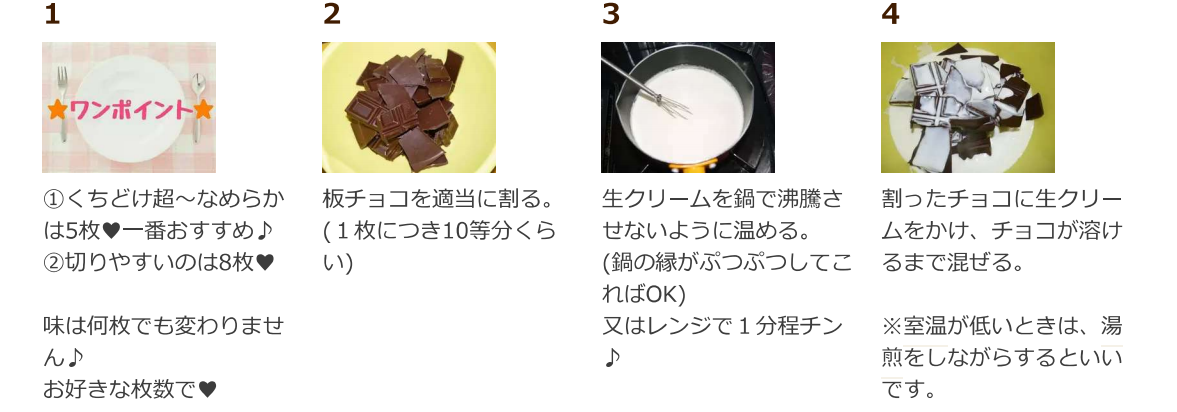 1
★ワンポイント★
①くちどけ超～なめらか
は5枚♥一番おすすめ♪
②切りやすいのは8枚♥
味は何枚でも変わりませ
ん♪
お好きな枚数で♥
2
板チョコを適当に割る。
(１枚につき10等分くら
い)
3
生クリームを鍋で沸騰さ
せないように温める。
(鍋の縁がぷつぷつしてこ
ればOK)
又はレンジで１分程チン
♪
4
割ったチョコに生クリー
ムをかけ、チョコが溶け
るまで混ぜる。
※室温が低いときは、湯
煎をしながらするといい
です。